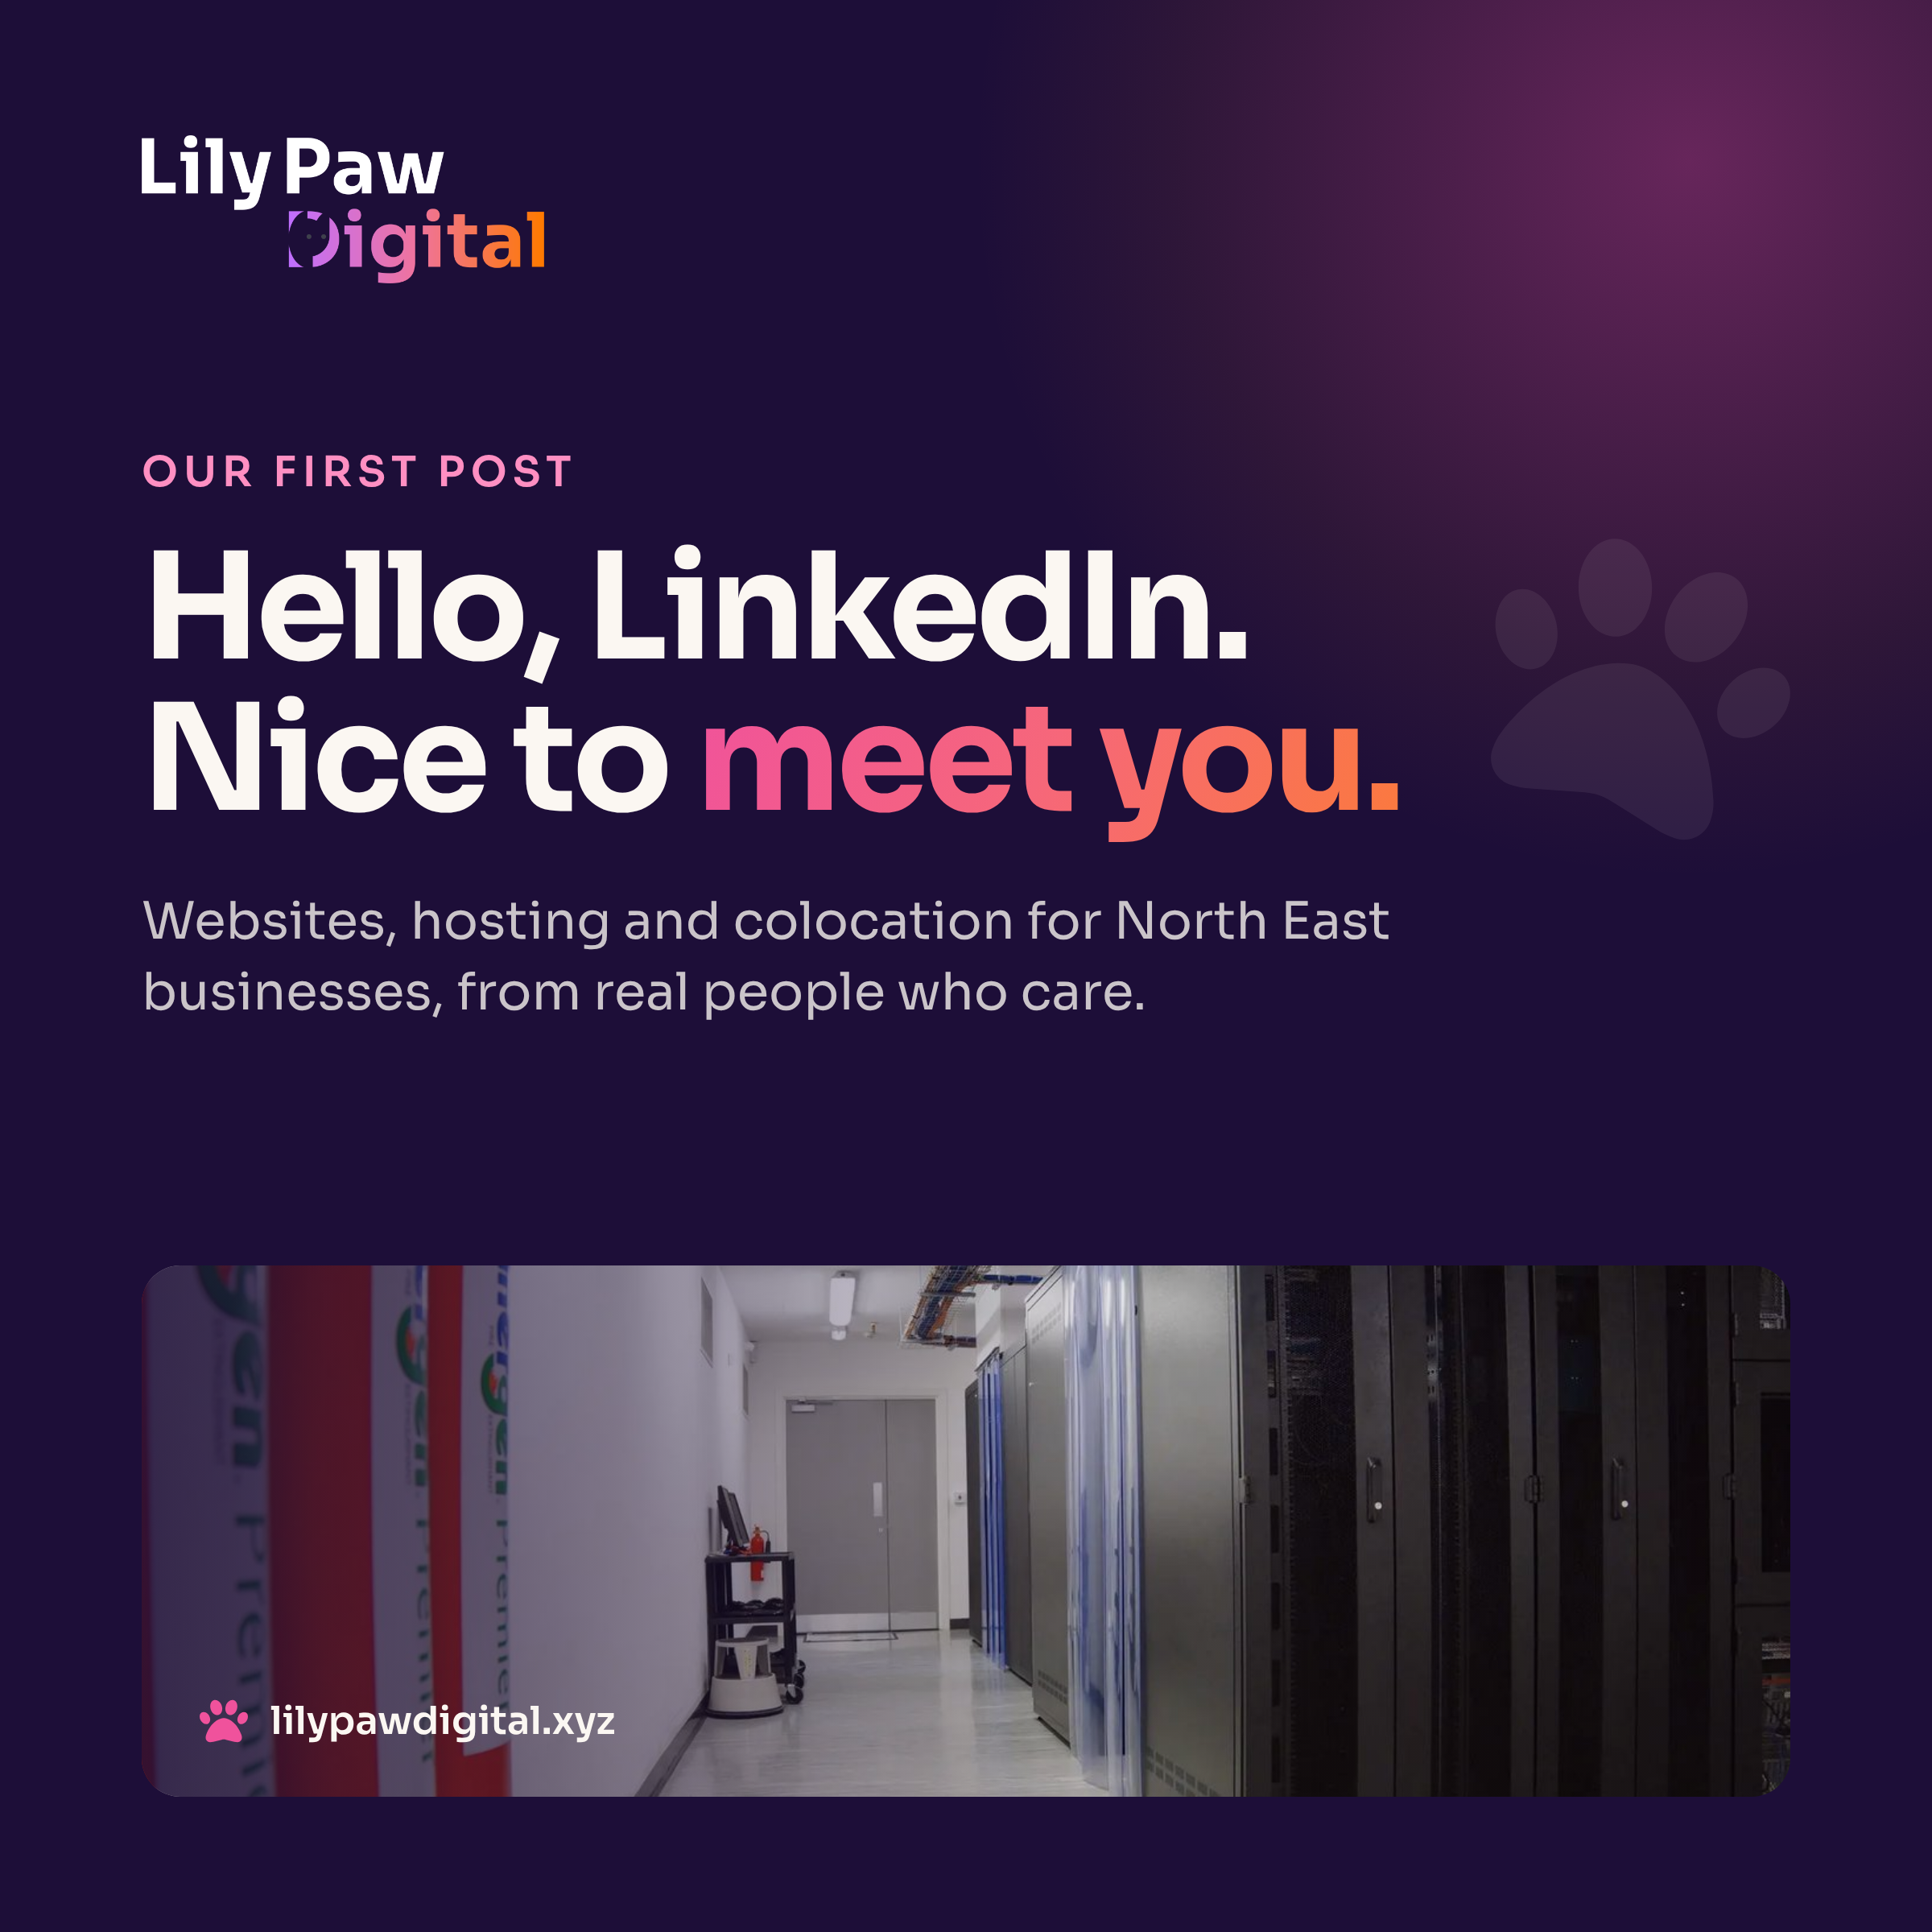 Lily Paw
Digital
OUR FIRST POST
Hello, LinkedIn.
Nice to meet you.
Websites, hosting and colocation for North East
businesses, from real people who care.
lilypawdigital.xyz